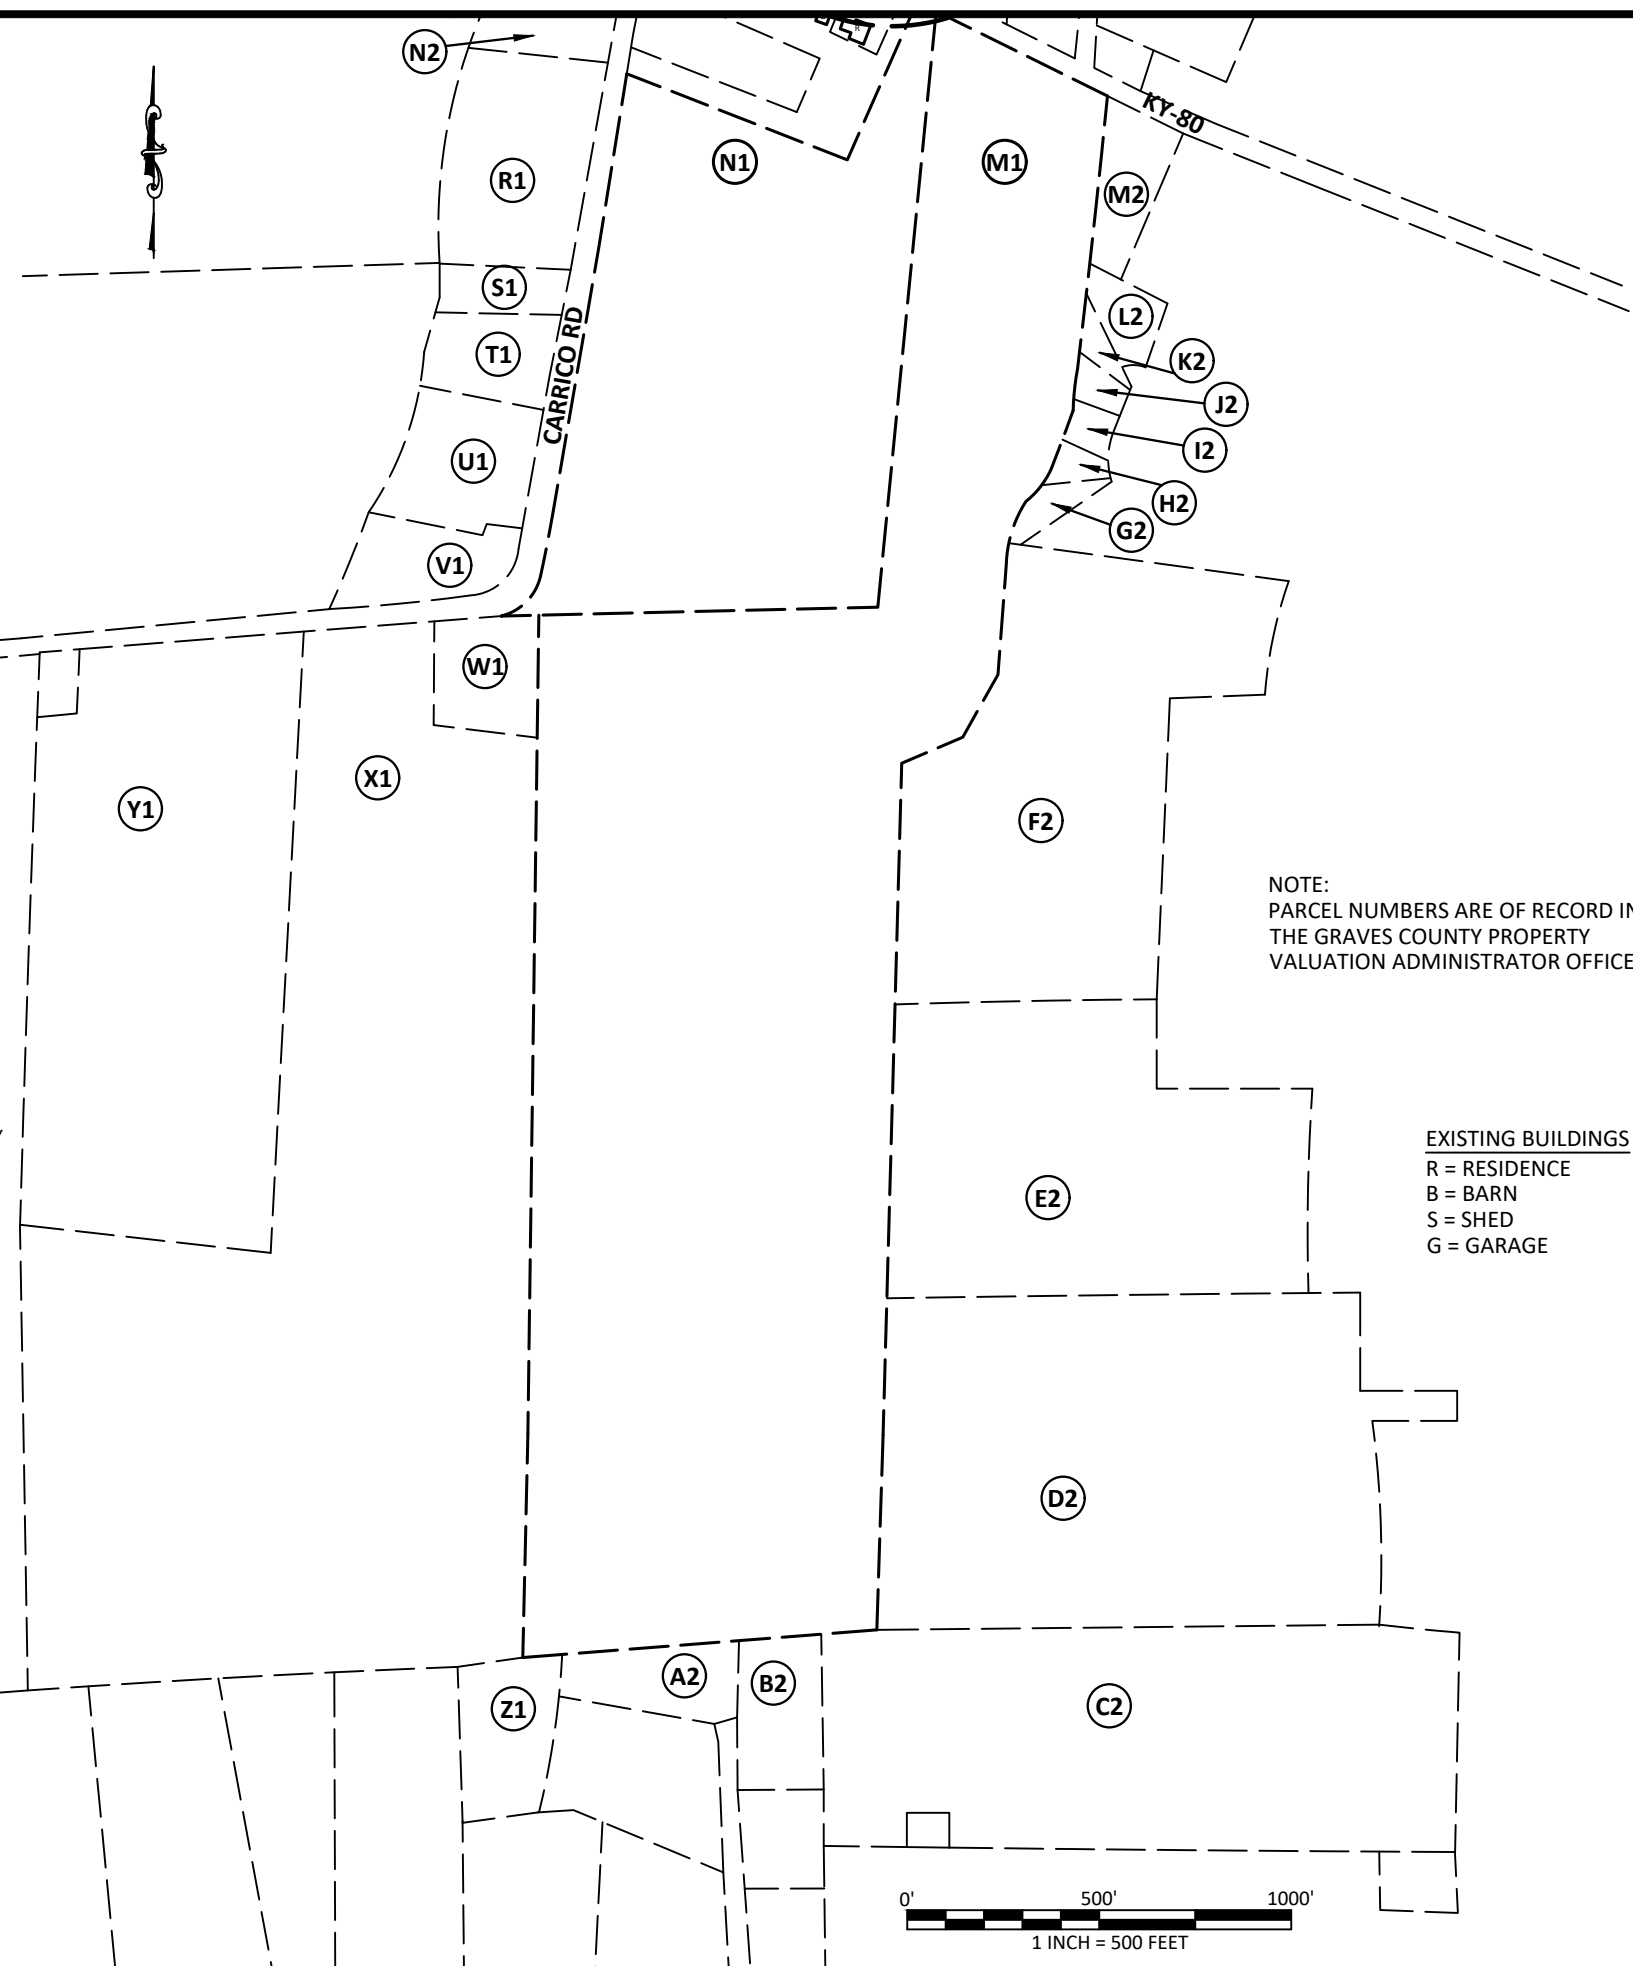 N2
R
KY-80
N1
M1
R1
M2
S1
L2
CARRICO RD
T1
K2
J2
U1
I2
H2
G2
V1
W1
X1
Y1
F2
NOTE:
PARCEL NUMBERS ARE OF RECORD IN
THE GRAVES COUNTY PROPERTY
VALUATION ADMINISTRATOR OFFICE
EXISTING BUILDINGS
R = RESIDENCE
B = BARN
S = SHED
G = GARAGE
E2
D2
A2
B2
Z1
C2
0' 500' 1000'
1 INCH = 500 FEET